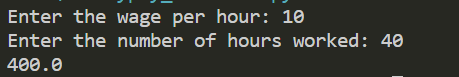 Enter the wage per hour: 10
Enter the number of hours worked: 40
400.0